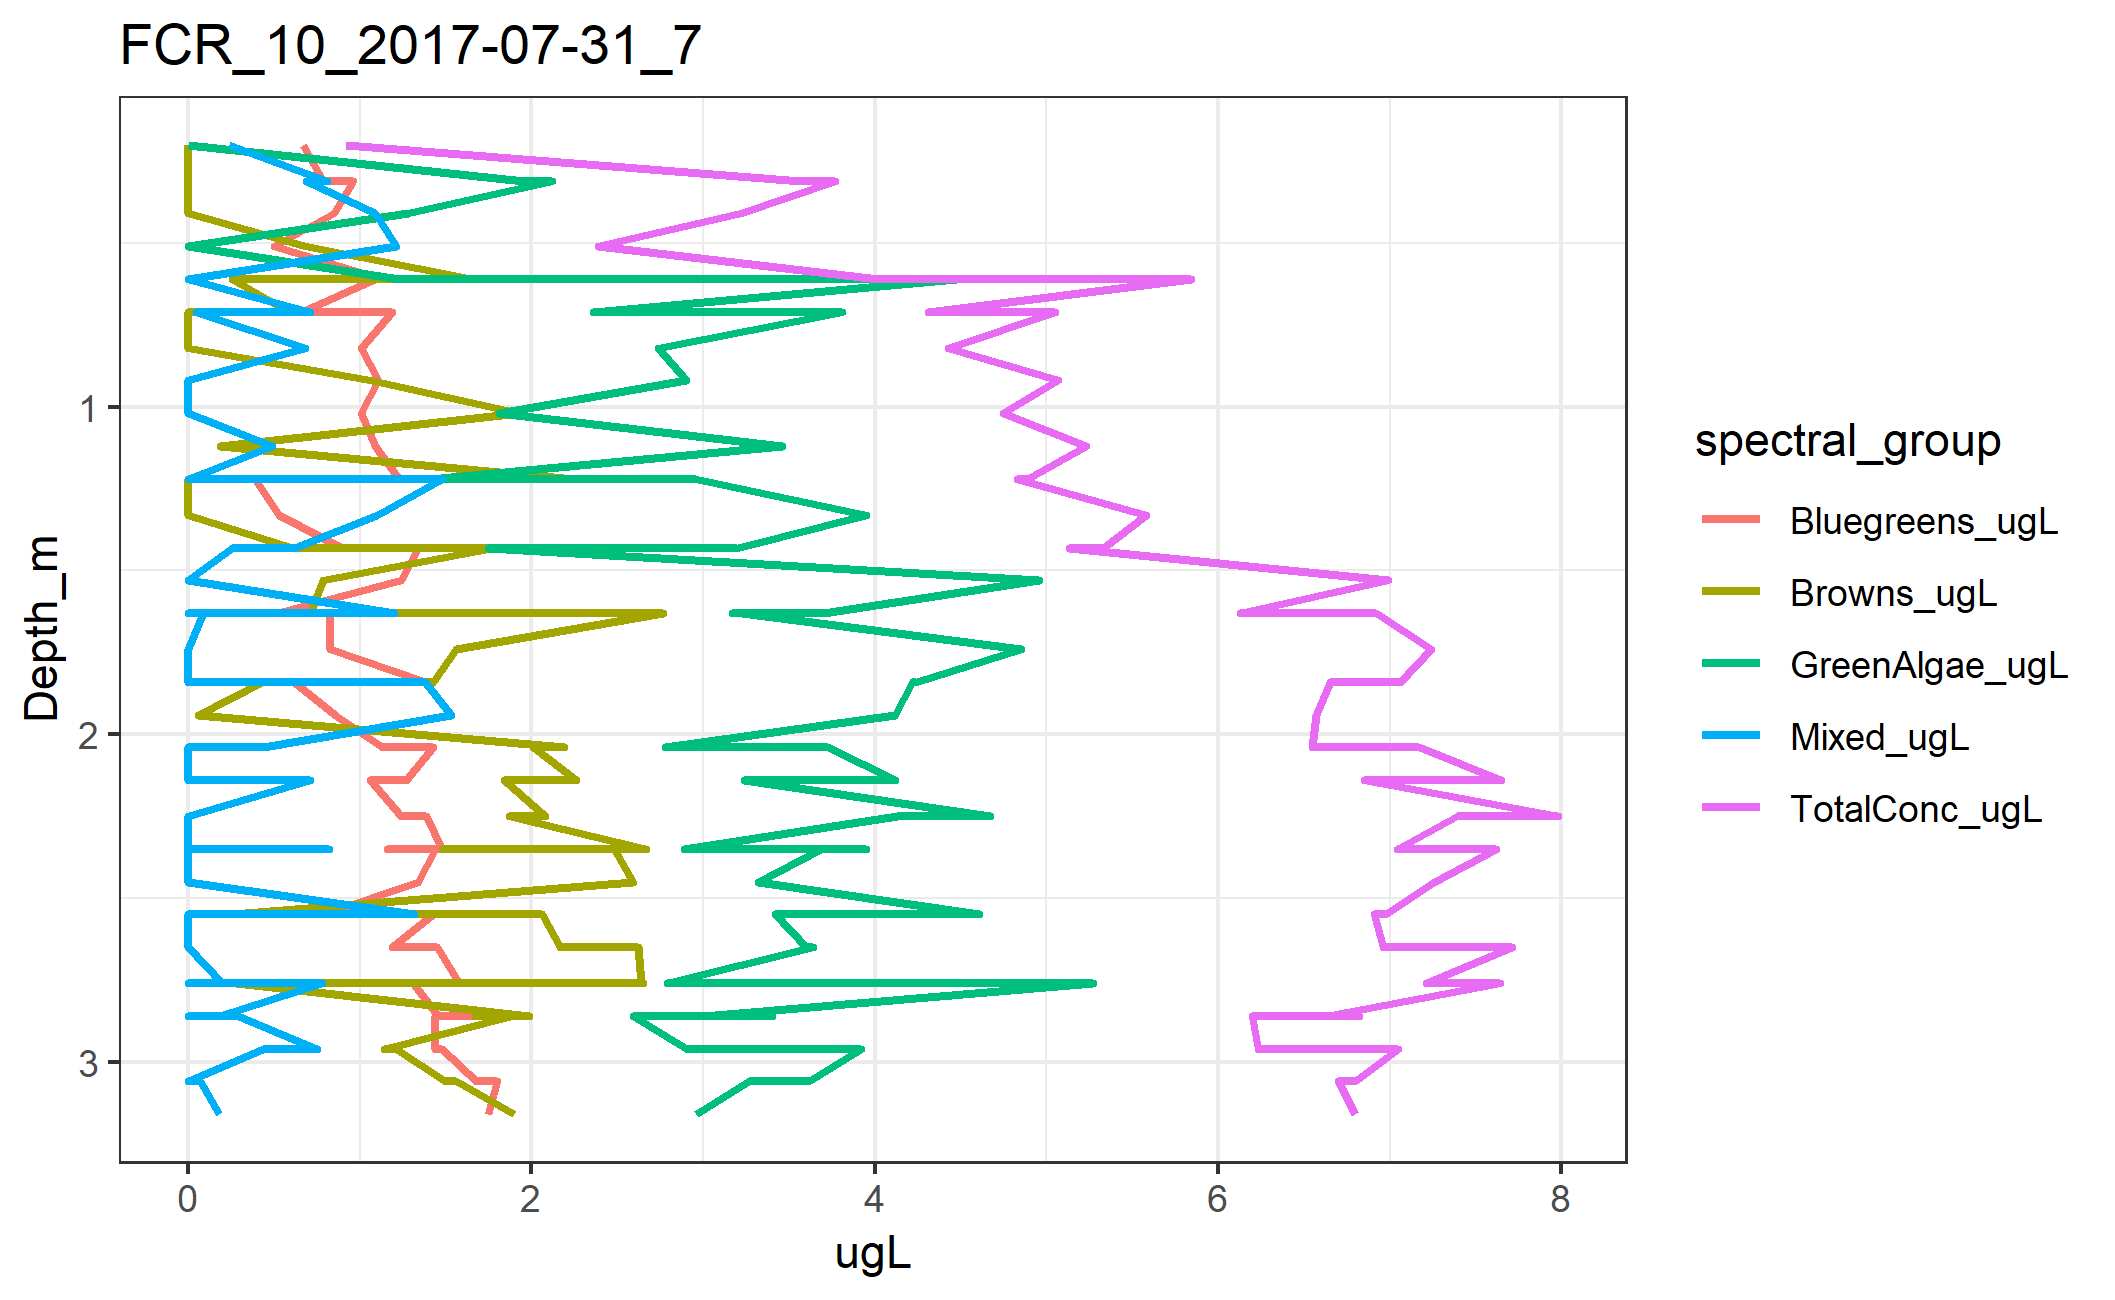 FCR_10_2017-07-31_7
Depth_m
1
2
3
0 2 4 6 8
ugL
spectral_group
Bluegreens_ugL
Browns_ugL
GreenAlgae_ugL
Mixed_ugL
TotalConc_ugL